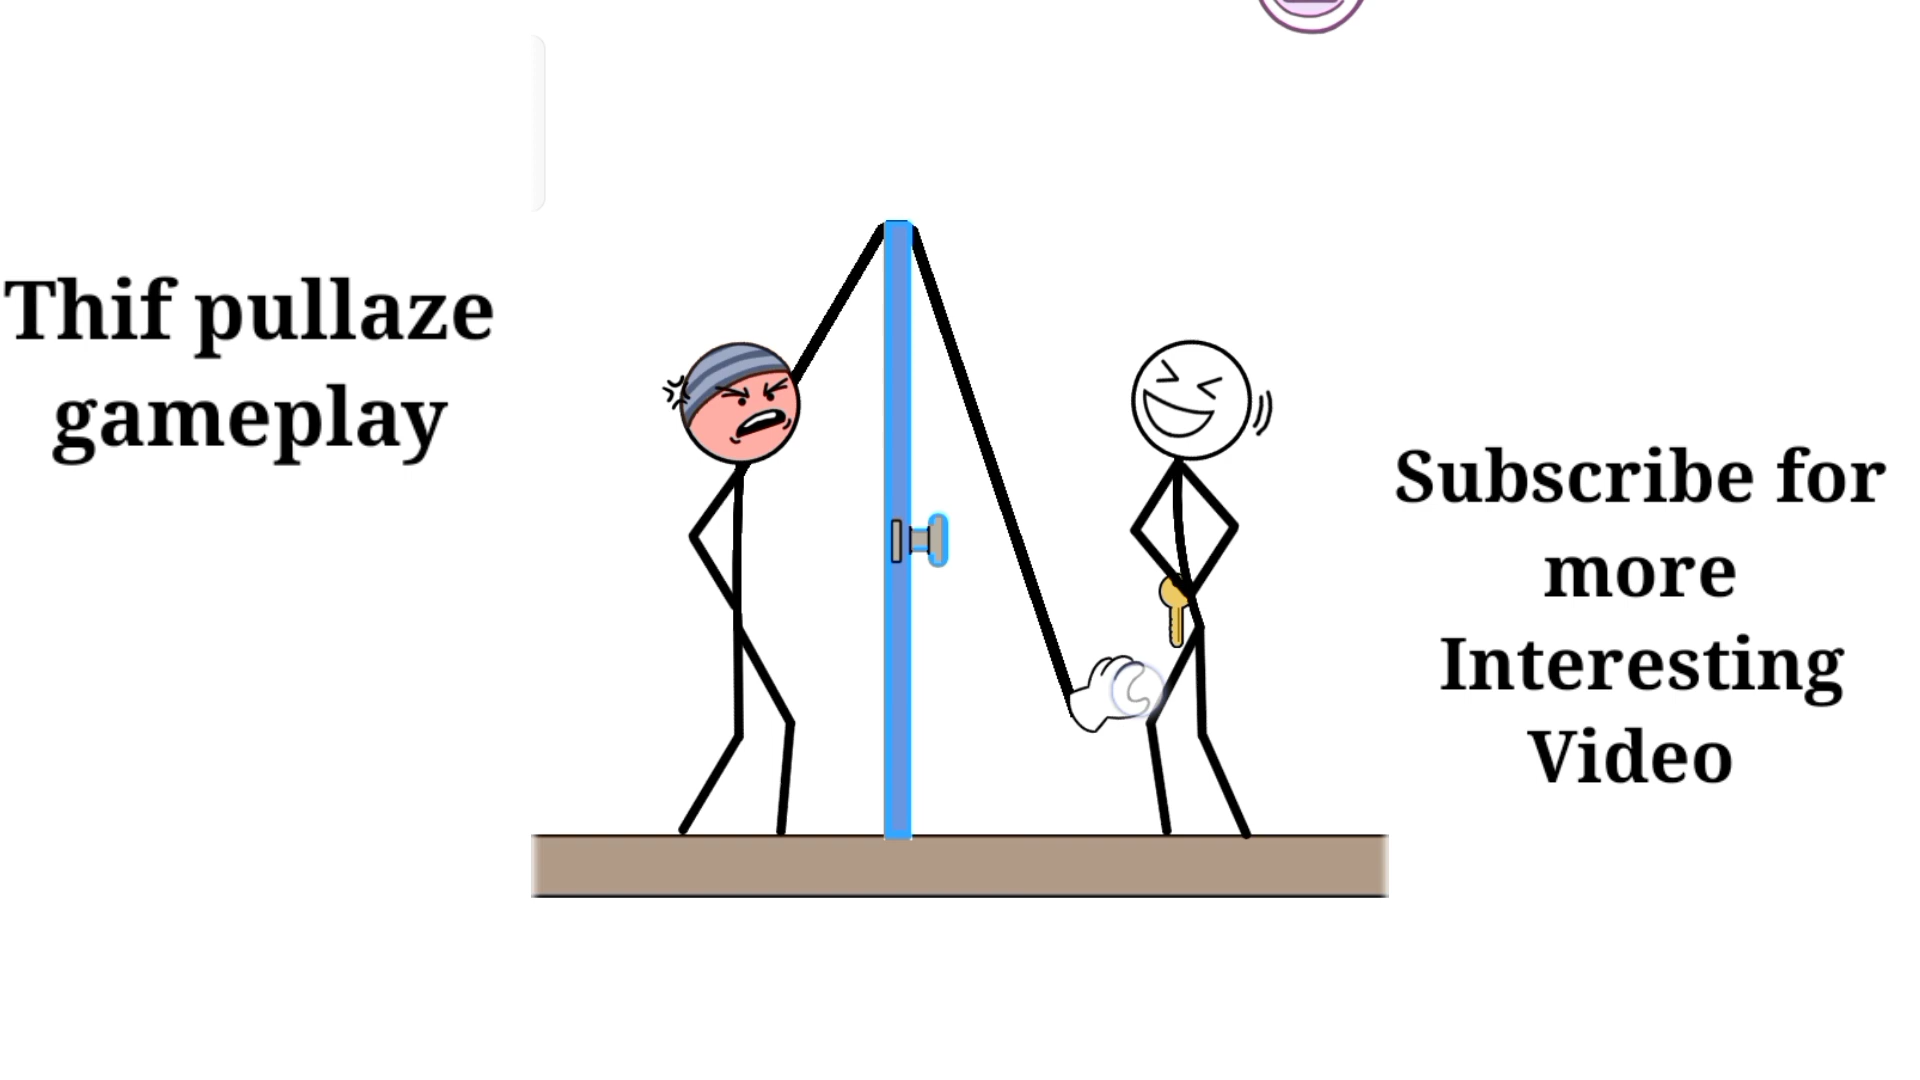 Thif pullaze
gameplay
Subscribe for
more
Interesting
Video